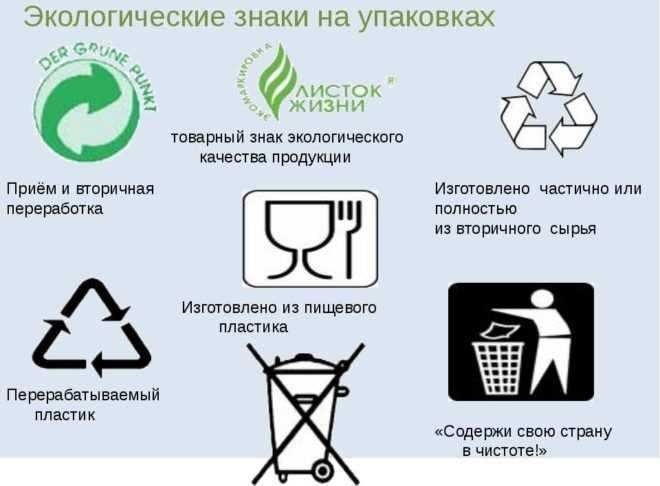 Экологические знаки на упаковках
DER GRÜNE PUNKT
ЭКОМАРКИРОВКА
ЛИСТОК
ЖИЗНИ
®
товарный знак экологического
качества продукции
Приём и вторичная
переработка
Изготовлено частично или
полностью
из вторичного сырья
Изготовлено из пищевого
пластика
Перерабатываемый
пластик
«Содержи свою страну
в чистоте!»